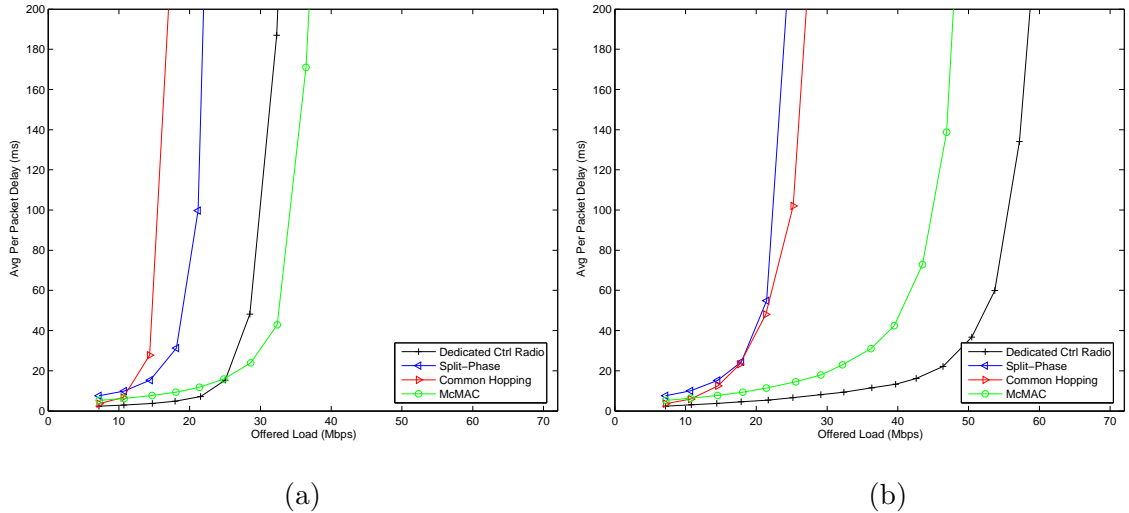 200
180
160
140
120
100
80
60
40
20
0
Avg Per Packet Delay (ms)
0 10 20 30 40 50 60 70
Offered Load (Mbps)
Dedicated Ctrl Radio
Split−Phase
Common Hopping
McMAC
(a)
200
180
160
140
120
100
80
60
40
20
0
Avg Per Packet Delay (ms)
0 10 20 30 40 50 60 70
Offered Load (Mbps)
Dedicated Ctrl Radio
Split−Phase
Common Hopping
McMAC
(b)